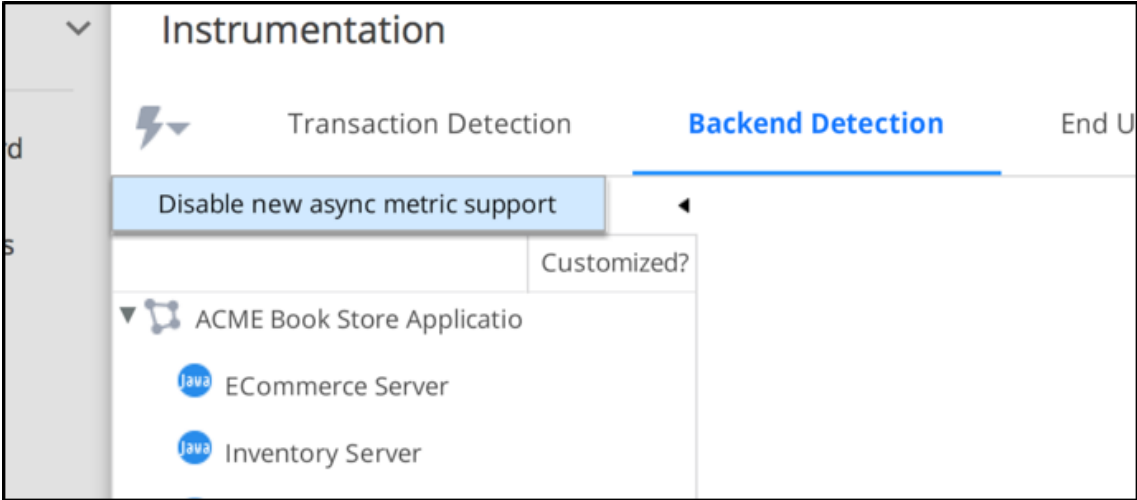 Instrumentation
Transaction Detection Backend Detection End U
d
Disable new async metric support
s
Customized?
ACME Book Store Applicatio
Java ECommerce Server
Java Inventory Server